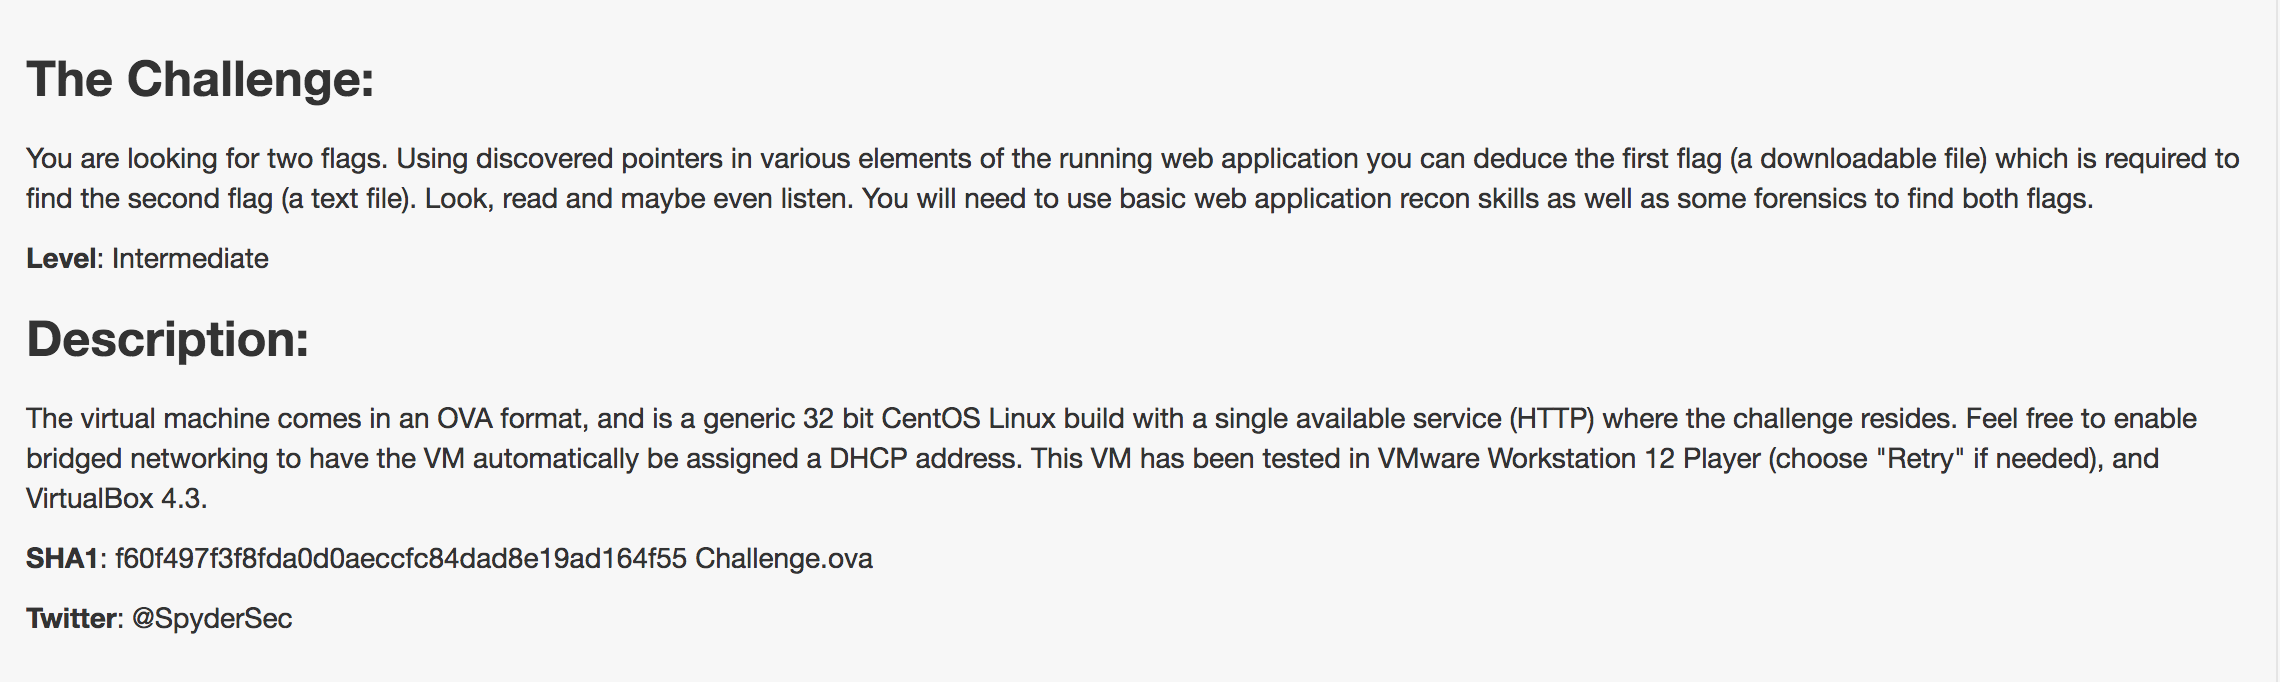 The Challenge:
You are looking for two flags. Using discovered pointers in various elements of the running web application you can deduce the first flag (a downloadable file) which is required to
find the second flag (a text file). Look, read and maybe even listen. You will need to use basic web application recon skills as well as some forensics to find both flags.
Level: Intermediate
Description:
The virtual machine comes in an OVA format, and is a generic 32 bit CentOS Linux build with a single available service (HTTP) where the challenge resides. Feel free to enable
bridged networking to have the VM automatically be assigned a DHCP address. This VM has been tested in VMware Workstation 12 Player (choose "Retry" if needed), and
VirtualBox 4.3.
SHA1: f60f497f3f8fda0d0aeccfc84dad8e19ad164f55 Challenge.ova
Twitter: @SpyderSec